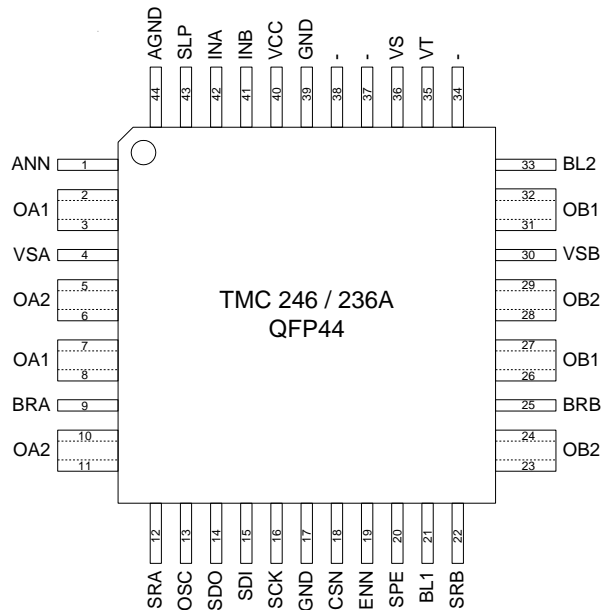 AGND SLP INA INB VCC GND - - VS VT -
44 43 42 41 40 39 38 37 36 35 34
ANN 1 33 BL2
2 32
OA1 OB1
3 31
VSA 4 30 VSB
5 29
OA2 OB2
6 28
TMC 246 / 236A
QFP44
7 27
OA1 OB1
8 26
BRA 9 25 BRB
10 24
OA2 OB2
11 23
12 13 14 15 16 17 18 19 20 21 22
SRA OSC SDO SDI SCK GND CSN ENN SPE BL1 SRB